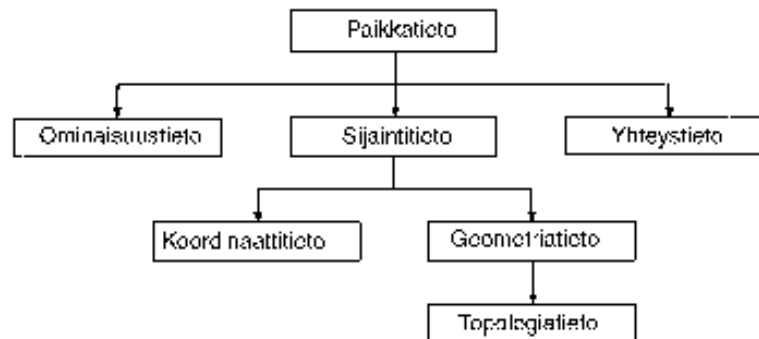 Paikkatieto
Ominaisuustieto
Sijaintitieto
Yhteystieto
Koordinaattitieto
Geometriatieto
Topologiatieto